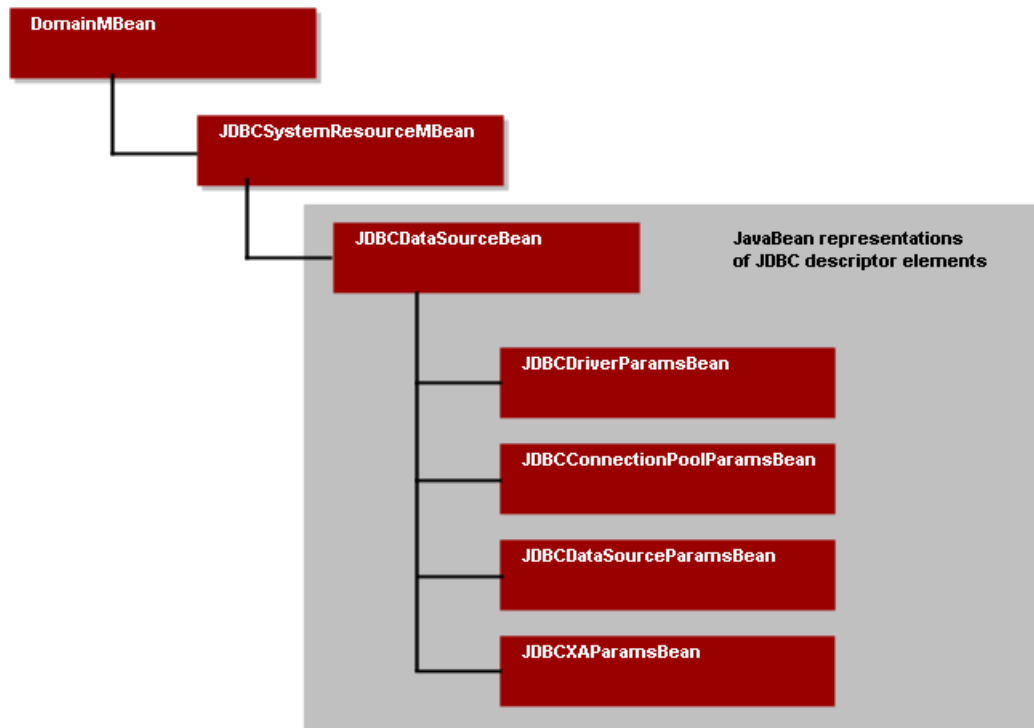 DomainMBean
JDBCSystemResourceMBean
JDBCDataSourceBean
JavaBean representations
of JDBC descriptor elements
JDBCDriverParamsBean
JDBCConnectionPoolParamsBean
JDBCDataSourceParamsBean
JDBCXAParamsBean